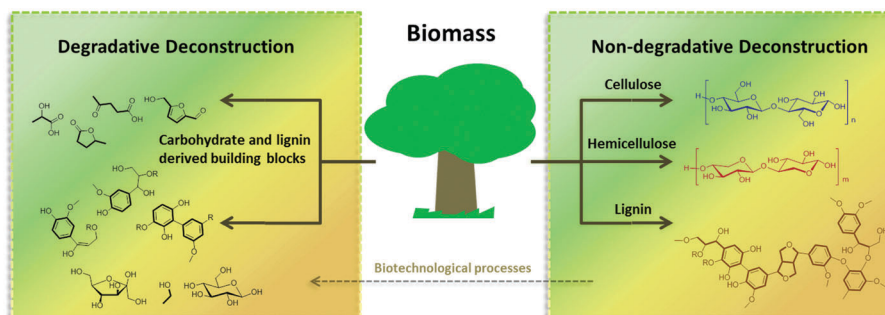 Degradative Deconstruction
Biomass
Non-degradative Deconstruction
Carbohydrate and lignin
derived building blocks
Cellulose
Hemicellulose
Lignin
Biotechnological processes
n
m